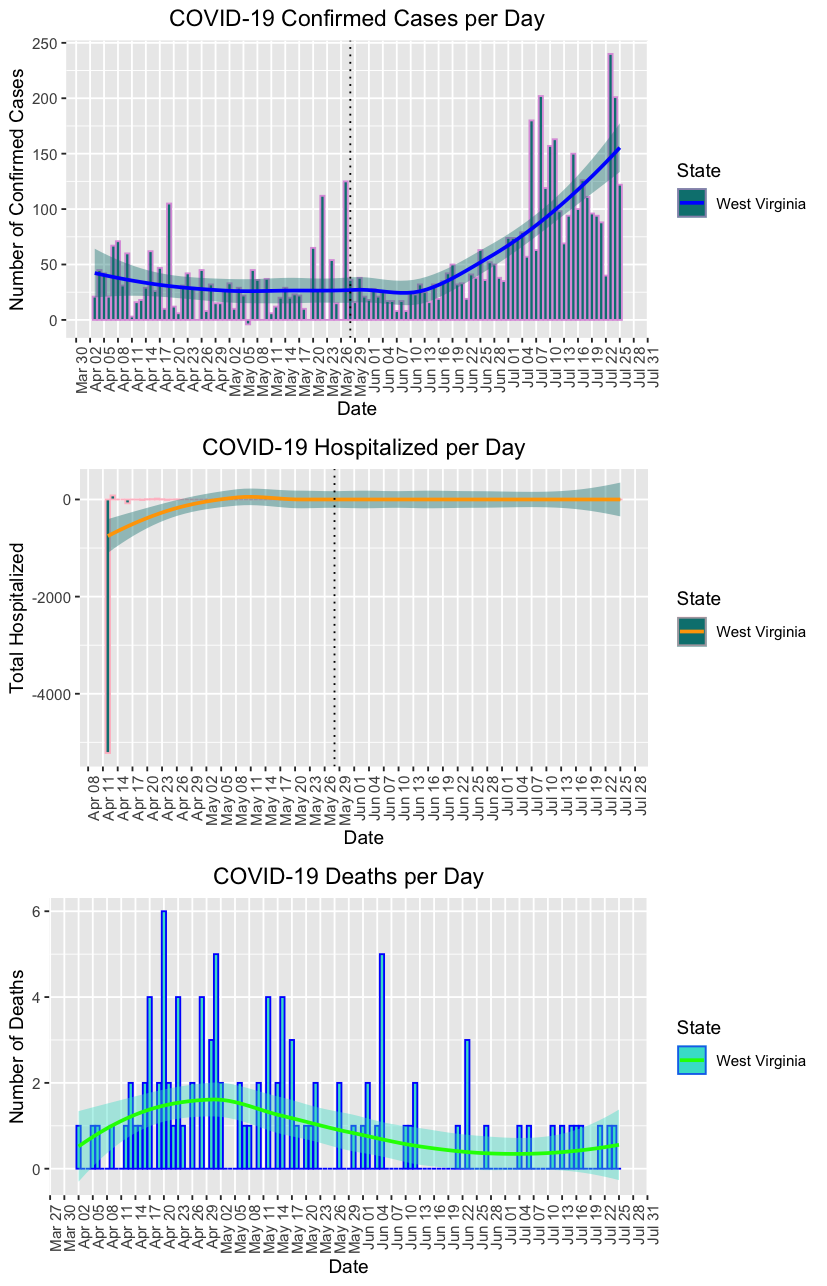 COVID-19 Confirmed Cases per Day
Number of Confirmed Cases
250
200
150
100
50
0
Mar 30
Apr 02
Apr 05
Apr 08
Apr 11
Apr 14
Apr 17
Apr 20
Apr 23
Apr 26
Apr 29
May 02
May 05
May 08
May 11
May 14
May 17
May 20
May 23
May 26
May 29
Jun 01
Jun 04
Jun 07
Jun 10
Jun 13
Jun 16
Jun 19
Jun 22
Jun 25
Jun 28
Jul 01
Jul 04
Jul 07
Jul 10
Jul 13
Jul 16
Jul 19
Jul 22
Jul 25
Jul 28
Jul 31
Date
State
West Virginia
COVID-19 Hospitalized per Day
Total Hospitalized
0
-2000
-4000
Apr 08
Apr 11
Apr 14
Apr 17
Apr 20
Apr 23
Apr 26
Apr 29
May 02
May 05
May 08
May 11
May 14
May 17
May 20
May 23
May 26
May 29
Jun 01
Jun 04
Jun 07
Jun 10
Jun 13
Jun 16
Jun 19
Jun 22
Jun 25
Jun 28
Jul 01
Jul 04
Jul 07
Jul 10
Jul 13
Jul 16
Jul 19
Jul 22
Jul 25
Jul 28
Date
State
West Virginia
COVID-19 Deaths per Day
Number of Deaths
6
4
2
0
Mar 27
Mar 30
Apr 02
Apr 05
Apr 08
Apr 11
Apr 14
Apr 17
Apr 20
Apr 23
Apr 26
Apr 29
May 02
May 05
May 08
May 11
May 14
May 17
May 20
May 23
May 26
May 29
Jun 01
Jun 04
Jun 07
Jun 10
Jun 13
Jun 16
Jun 19
Jun 22
Jun 25
Jun 28
Jul 01
Jul 04
Jul 07
Jul 10
Jul 13
Jul 16
Jul 19
Jul 22
Jul 25
Jul 28
Jul 31
Date
State
West Virginia